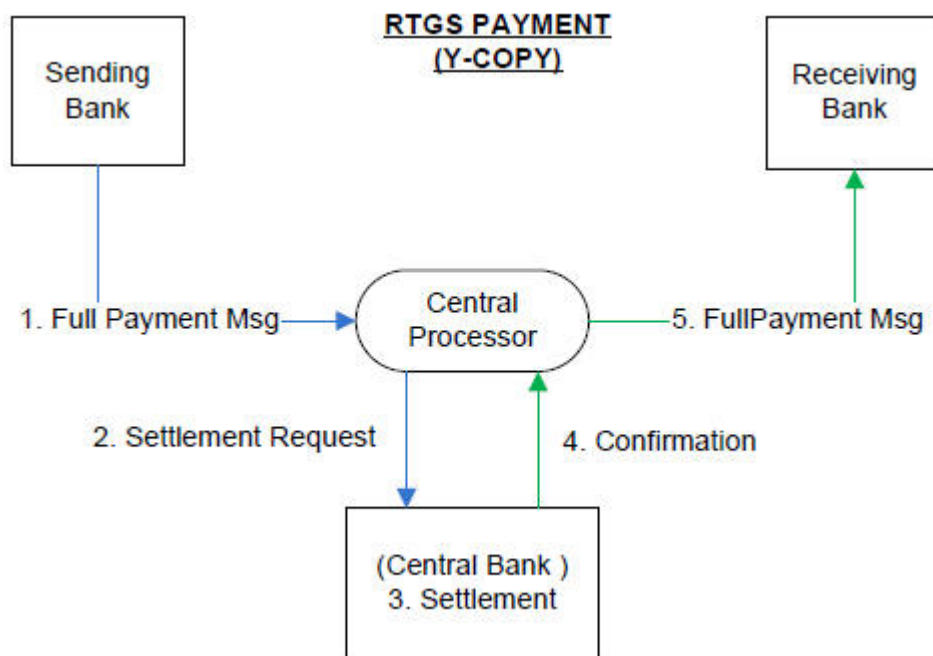 RTGS PAYMENT
(Y-COPY)
Sending
Bank
Receiving
Bank
1. Full Payment Msg
Central
Processor
5. FullPayment Msg
2. Settlement Request
4. Confirmation
(Central Bank )
3. Settlement